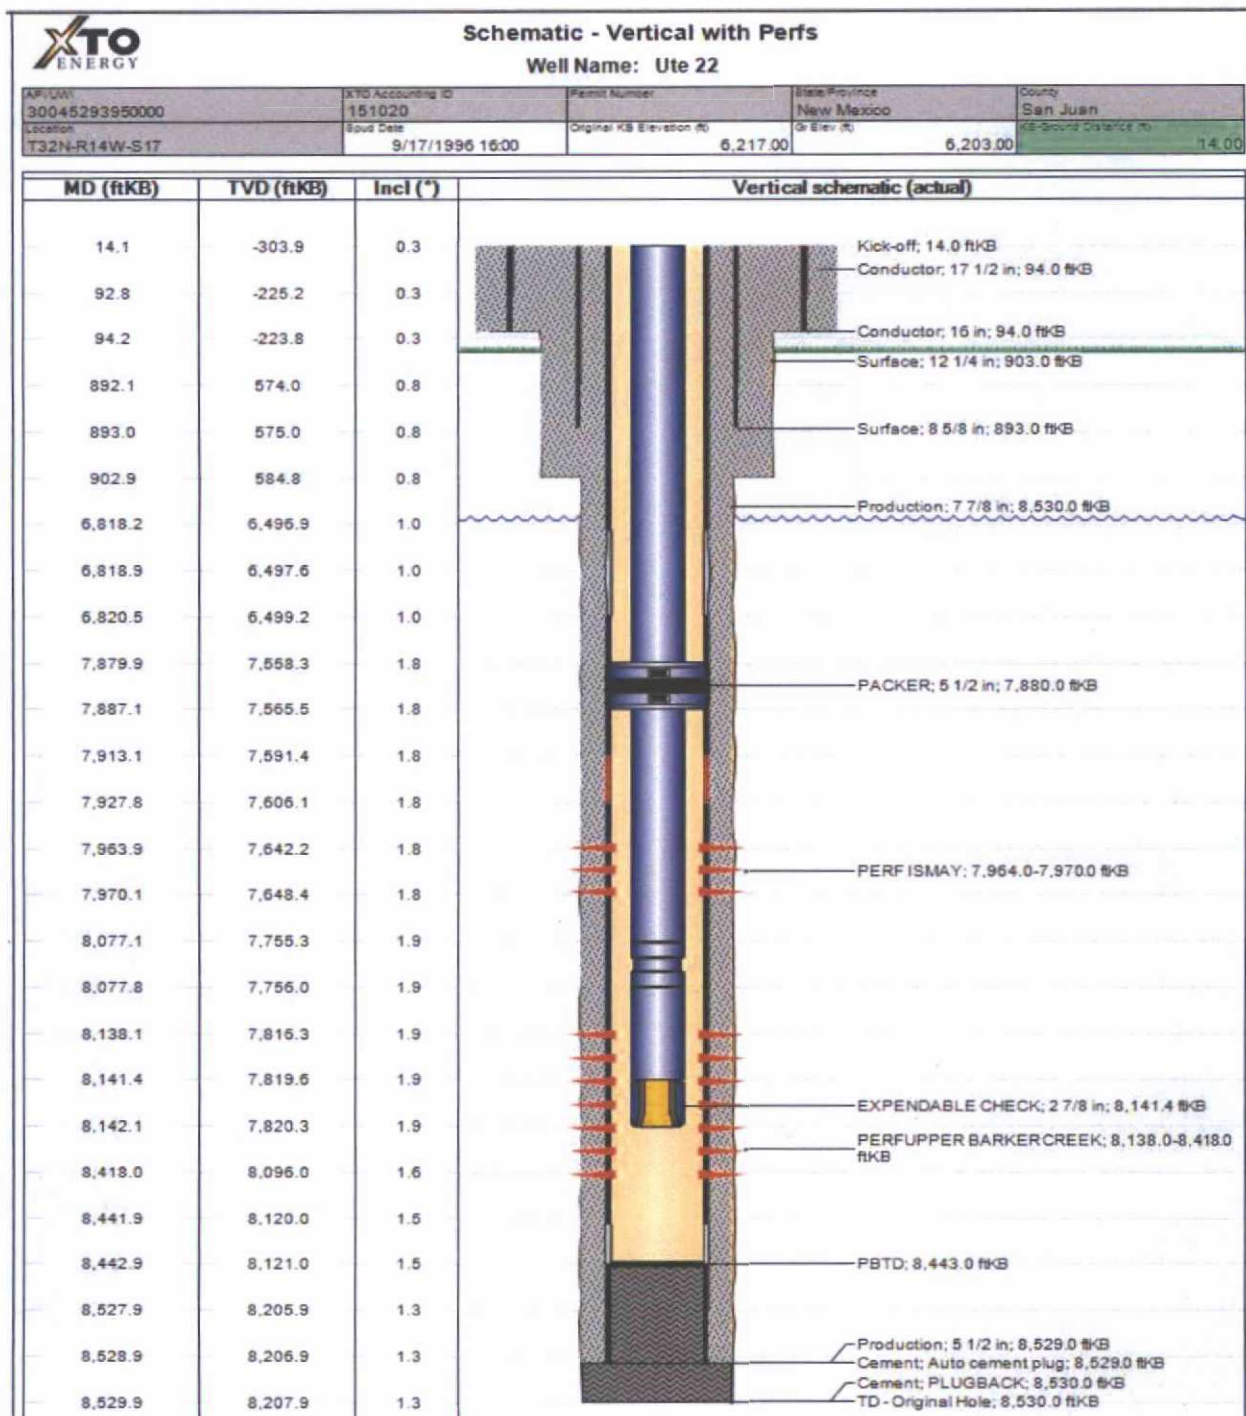 XTO
ENERGY
Schematic - Vertical with Perfs
Well Name: Ute 22
API/UWI XTO Accounting ID Permit Number State/Province County
30045293950000 151020 New Mexico San Juan
Location Spud Date Original KB Elevation (ft) Gr Elev (ft) KB-Ground Distance (ft)
T32N-R14W-S17 9/17/1996 16:00 6,217.00 6,203.00 14.00
MD (ftKB) TVD (ftKB) Incl (°) Vertical schematic (actual)
14.1 -303.9 0.3 Kick-off; 14.0 ftKB
Conductor; 17 1/2 in; 94.0 ftKB
92.8 -225.2 0.3
94.2 -223.8 0.3 Conductor; 16 in; 94.0 ftKB
Surface; 12 1/4 in; 903.0 ftKB
892.1 574.0 0.8
893.0 575.0 0.8 Surface; 8 5/8 in; 893.0 ftKB
902.9 584.8 0.8
Production; 7 7/8 in; 8,530.0 ftKB
6,818.2 6,496.9 1.0
6,818.9 6,497.6 1.0
6,820.5 6,499.2 1.0
7,879.9 7,558.3 1.8
PACKER; 5 1/2 in; 7,880.0 ftKB
7,887.1 7,565.5 1.8
7,913.1 7,591.4 1.8
7,927.8 7,606.1 1.8
7,963.9 7,642.2 1.8
PERF ISMAY; 7,964.0-7,970.0 ftKB
7,970.1 7,648.4 1.8
8,077.1 7,755.3 1.9
8,077.8 7,756.0 1.9
8,138.1 7,816.3 1.9
8,141.4 7,819.6 1.9
EXPENDABLE CHECK; 2 7/8 in; 8,141.4 ftKB
8,142.1 7,820.3 1.9
PERFUPPER BARKER CREEK; 8,138.0-8,418.0
ftKB
8,418.0 8,096.0 1.6
8,441.9 8,120.0 1.5
8,442.9 8,121.0 1.5 PBTD; 8,443.0 ftKB
8,527.9 8,205.9 1.3
Production; 5 1/2 in; 8,529.0 ftKB
8,528.9 8,206.9 1.3 Cement; Auto cement plug; 8,529.0 ftKB
Cement; PLUGBACK; 8,530.0 ftKB
8,529.9 8,207.9 1.3 TD - Original Hole; 8,530.0 ftKB